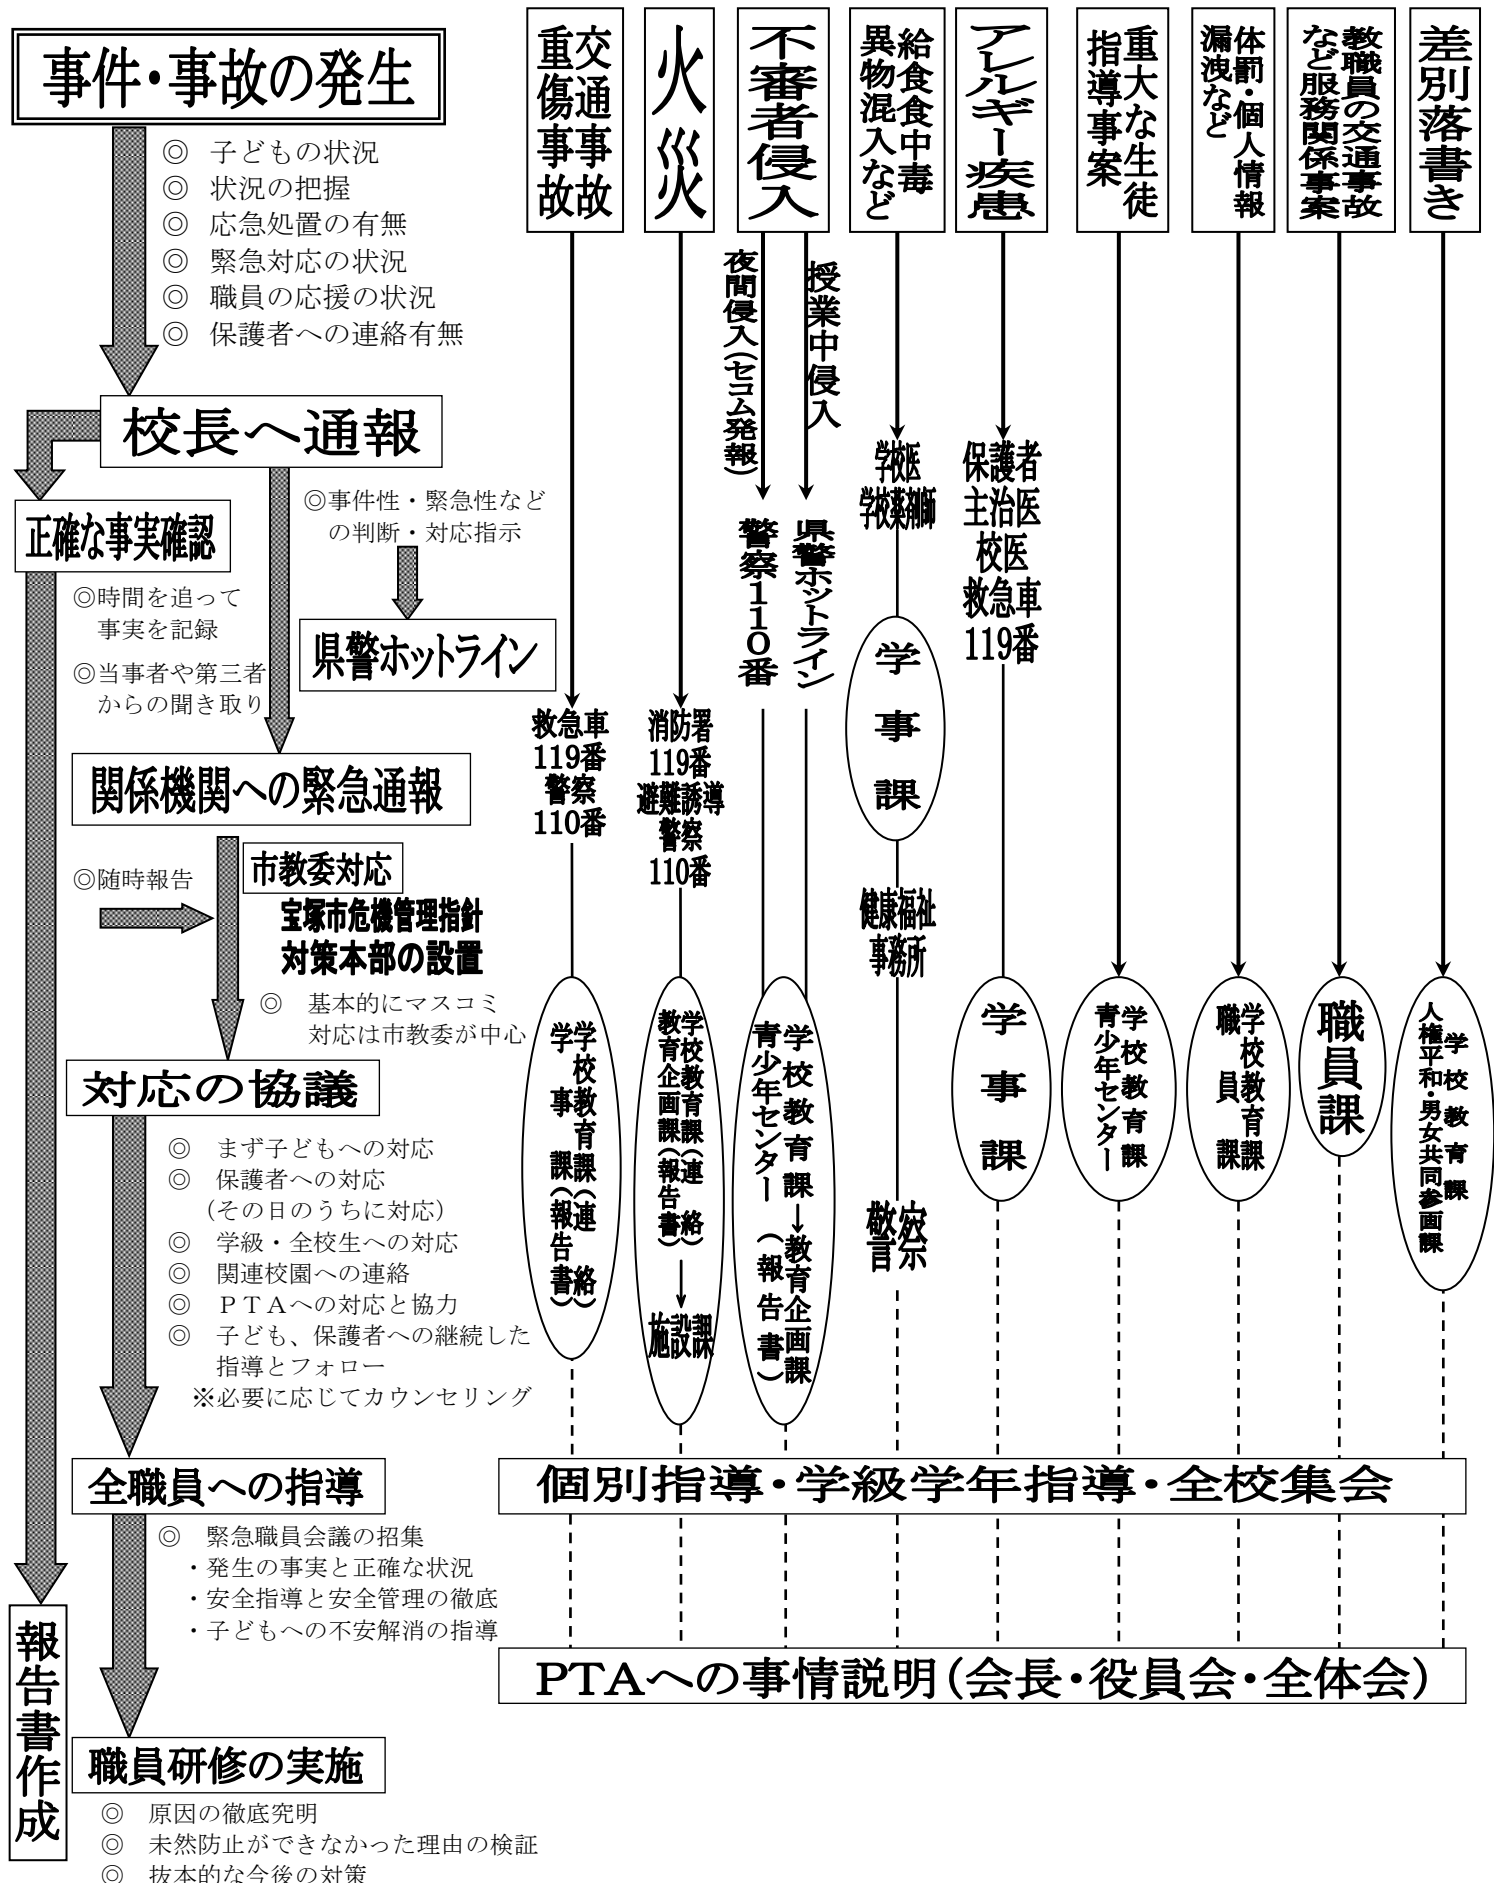 事件・事故の発生
◎ 子どもの状況
◎ 状況の把握
◎ 応急処置の有無
◎ 緊急対応の状況
◎ 職員の応援の状況
◎ 保護者への連絡有無
校長へ通報
正確な事実確認
◎時間を追って
事実を記録
◎当事者や第三者
からの聞き取り
◎事件性・緊急性など
の判断・対応指示
県警ホットライン
関係機関への緊急通報
◎随時報告
市教委対応
宝塚市危機管理指針
対策本部の設置
◎ 基本的にマスコミ
対応は市教委が中心
対応の協議
◎ まず子どもへの対応
◎ 保護者への対応
(その日のうちに対応)
◎ 学級・全校生への対応
◎ 関連校園への連絡
◎ PTAへの対応と協力
◎ 子ども、保護者への継続した
指導とフォロー
※必要に応じてカウンセリング
全職員への指導
◎ 緊急職員会議の招集
・発生の事実と正確な状況
・安全指導と安全管理の徹底
・子どもへの不安解消の指導
報告書作成
職員研修の実施
◎ 原因の徹底究明
◎ 未然防止ができなかった理由の検証
◎ 抜本的な今後の対策
交通事故
重傷事故
救急車
119番
警察
110番
学校教育課(連絡)
学事課(報告書)
火災
消防署
119番
避難誘導
警察
110番
学校教育課(連絡)
教育企画課(報告書)
→
施設課
不審者侵入
授業中侵入
県警ホットライン
夜間侵入(セコム発報)
警察110番
学校教育課→教育企画課
青少年センター (報告書)
給食食中毒
異物混入など
学校医
学校薬剤師
学事課
健康福祉
事務所
警察
アレルギー疾患
保護者
主治医
校医
救急車
119番
学事課
重大な生徒
指導事案
学校教育課
青少年センター
体罰・個人情報
漏洩など
学校教育課
職員課
教職員の交通事故
など服務関係事案
職員課
差別落書き
学校教育課
人権平和・男女共同参画課
個別指導・学級学年指導・全校集会
PTAへの事情説明(会長・役員会・全体会)